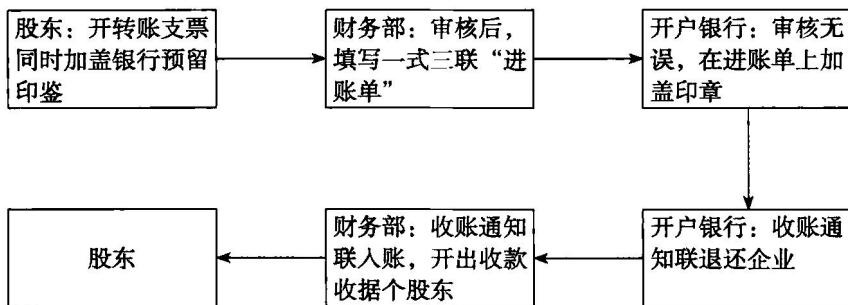 股东：开转账支票
同时加盖银行预留
印鉴
财务部：审核后，
填写一式三联“进
账单”
开户银行：审核无
误，在进账单上加
盖印章
开户银行：收账通
知联退还企业
财务部：收账通知
联入账，开出收款
收据个股东
股东